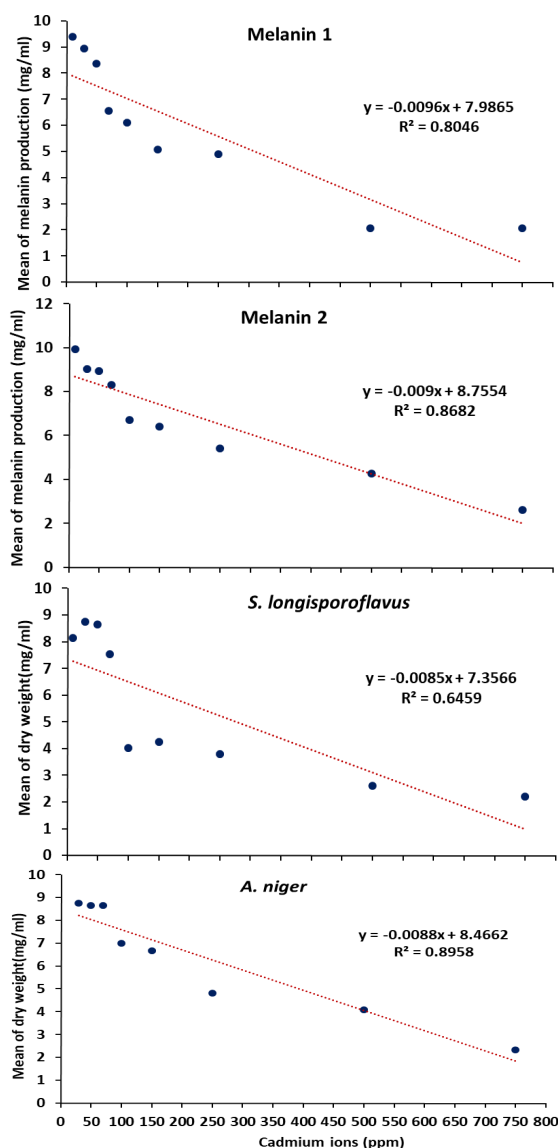 Melanin 1
Mean of melanin production (mg/ml)
10
9
8
7
6
5
4
3
2
1
0
y = -0.0096x + 7.9865
R² = 0.8046
Melanin 2
Mean of melanin production (mg/ml)
12
10
8
6
4
2
0
y = -0.009x + 8.7554
R² = 0.8682
S. longisporoflavus
Mean of dry weight(mg/ml)
10
9
8
7
6
5
4
3
2
1
0
y = -0.0085x + 7.3566
R² = 0.6459
A. niger
Mean of dry weight(mg/ml)
10
9
8
7
6
5
4
3
2
1
0
y = -0.0088x + 8.4662
R² = 0.8958
0 50 100 150 200 250 300 350 400 450 500 550 600 650 700 750 800
Cadmium ions (ppm)